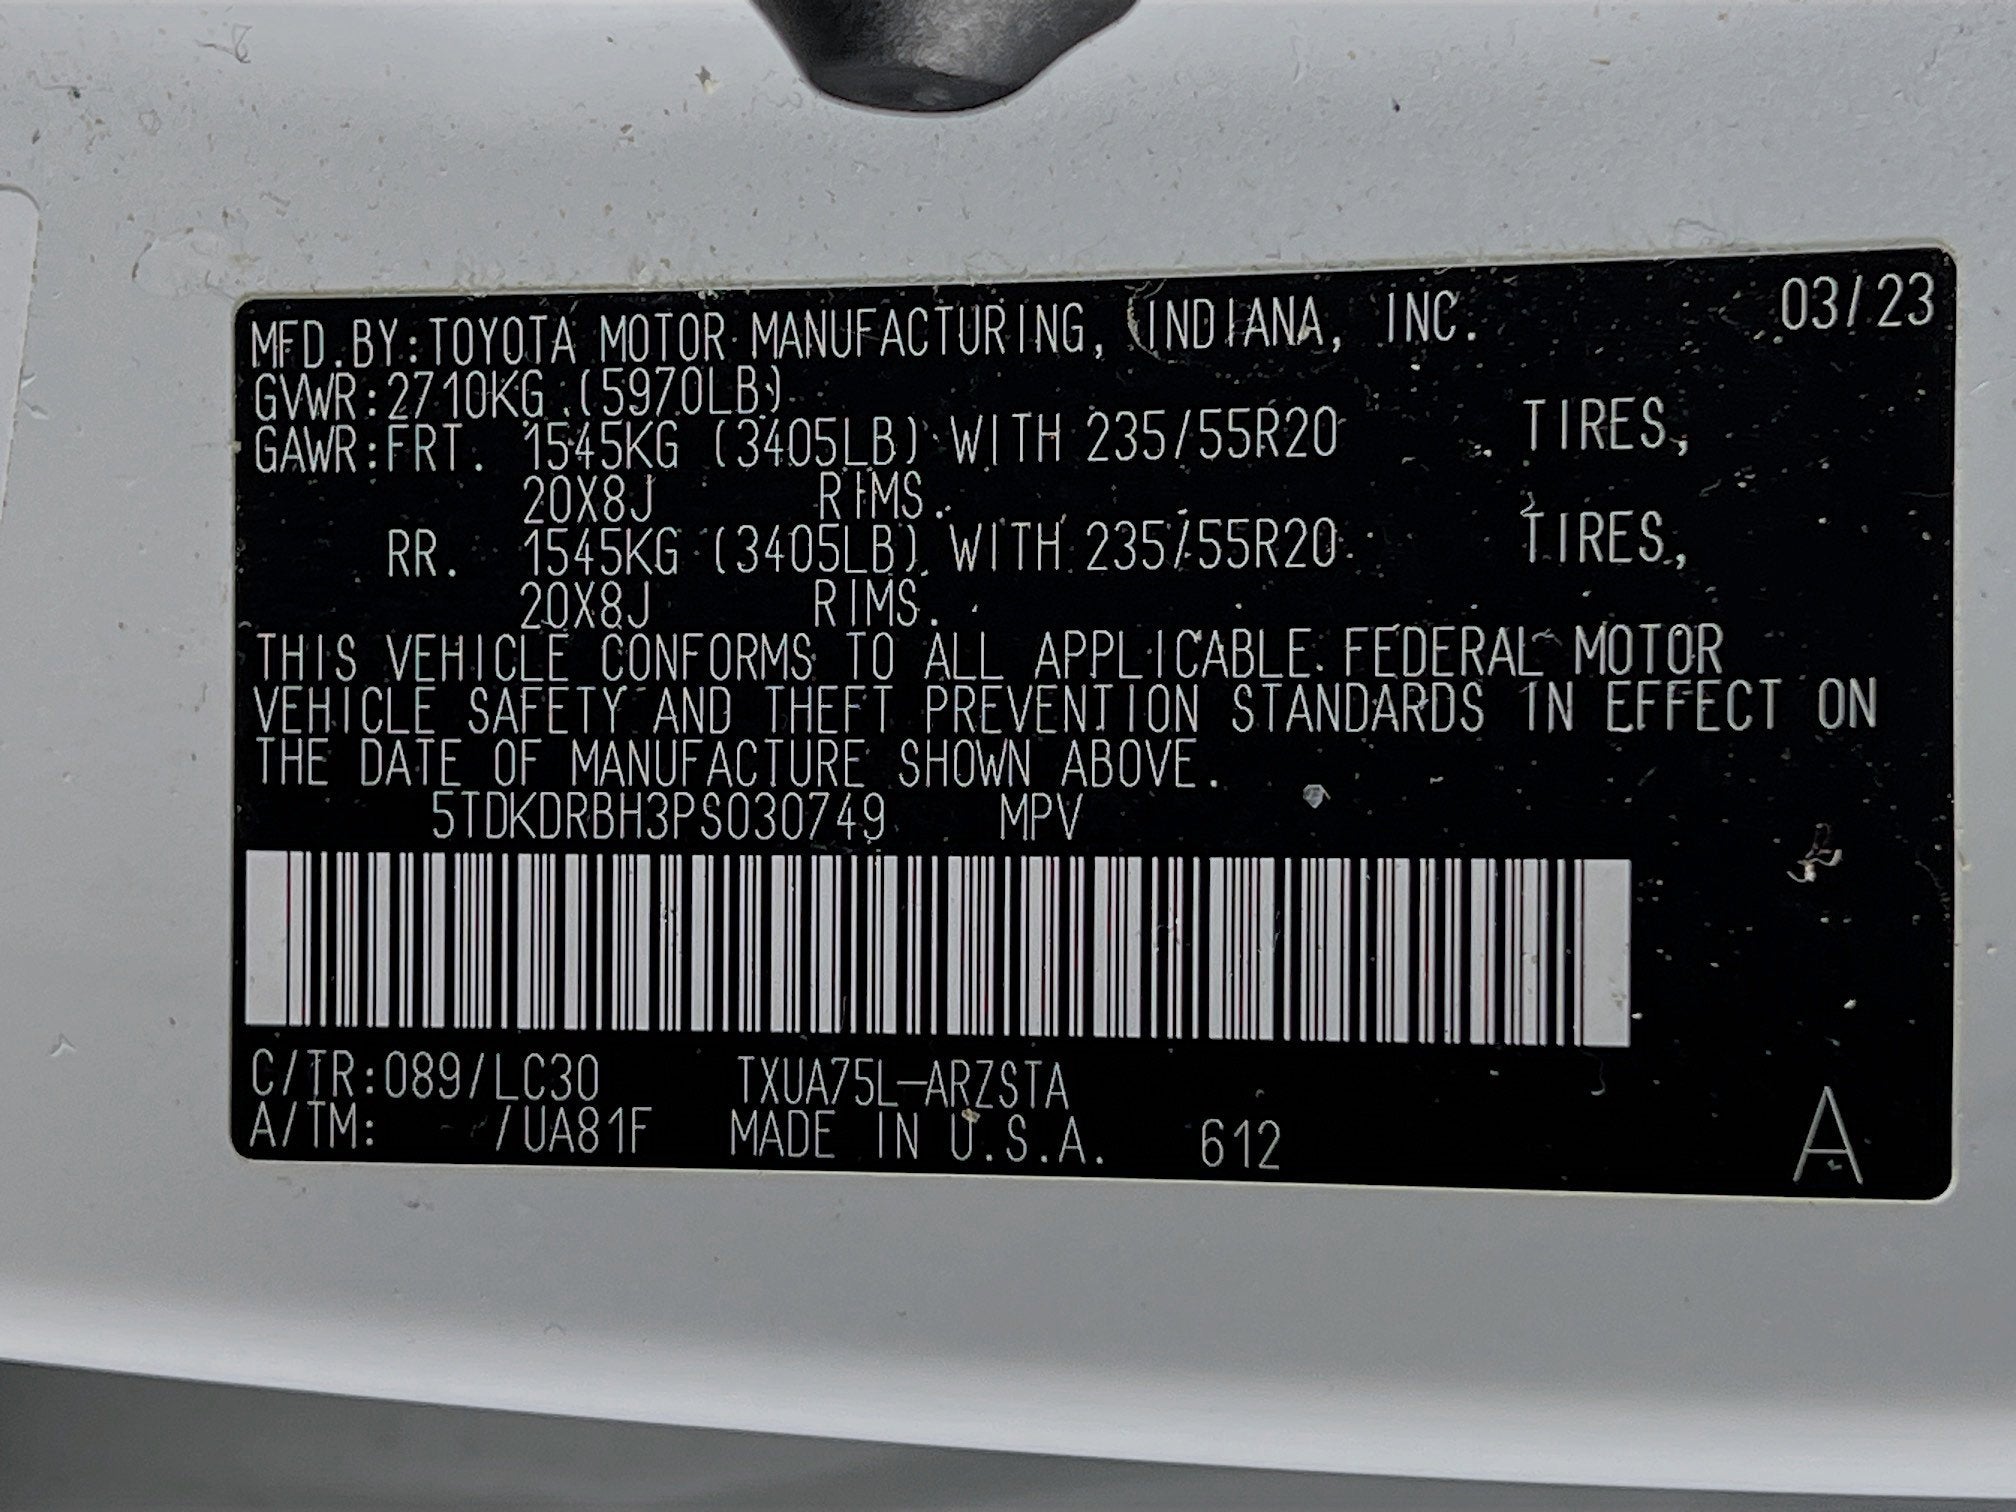 MFD.BY:TOYOTA MOTOR MANUFACTURING, INDIANA, INC. 03/23
GVWR:2710KG (5970LB)
GAWR:FRT. 1545KG (3405LB) WITH 235/55R20 TIRES,
20X8J RIMS.
RR. 1545KG (3405LB) WITH 235/55R20 TIRES,
20X8J RIMS.
THIS VEHICLE CONFORMS TO ALL APPLICABLE FEDERAL MOTOR
VEHICLE SAFETY AND THEFT PREVENTION STANDARDS IN EFFECT ON
THE DATE OF MANUFACTURE SHOWN ABOVE.
5TDKDRBH3PS030749 MPV
C/TR:089/LC30 TXUA75L-ARZSTA
A/TM: /UA81F MADE IN U.S.A. 612 A